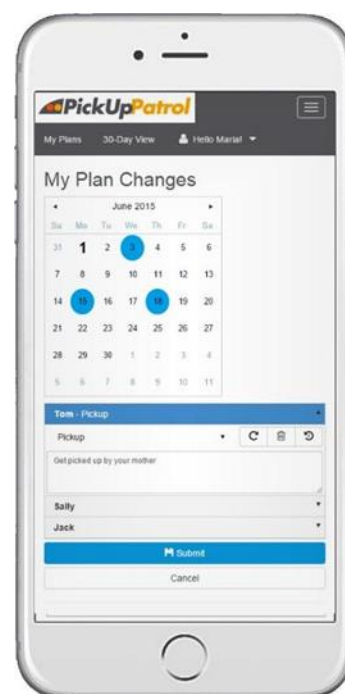 PickUpPatrol
My Plans 30-Day View Hello Maria!
My Plan Changes
June 2015
Su Mo Tu We Th Fr Sa
31 1 2 3 4 5 6
7 8 9 10 11 12 13
14 15 16 17 18 19 20
21 22 23 24 25 26 27
28 29 30 1 2 3 4
5 6 7 8 9 10 11
Tom - Pickup
Pickup
Get picked up by your mother
Sally
Jack
Submit
Cancel